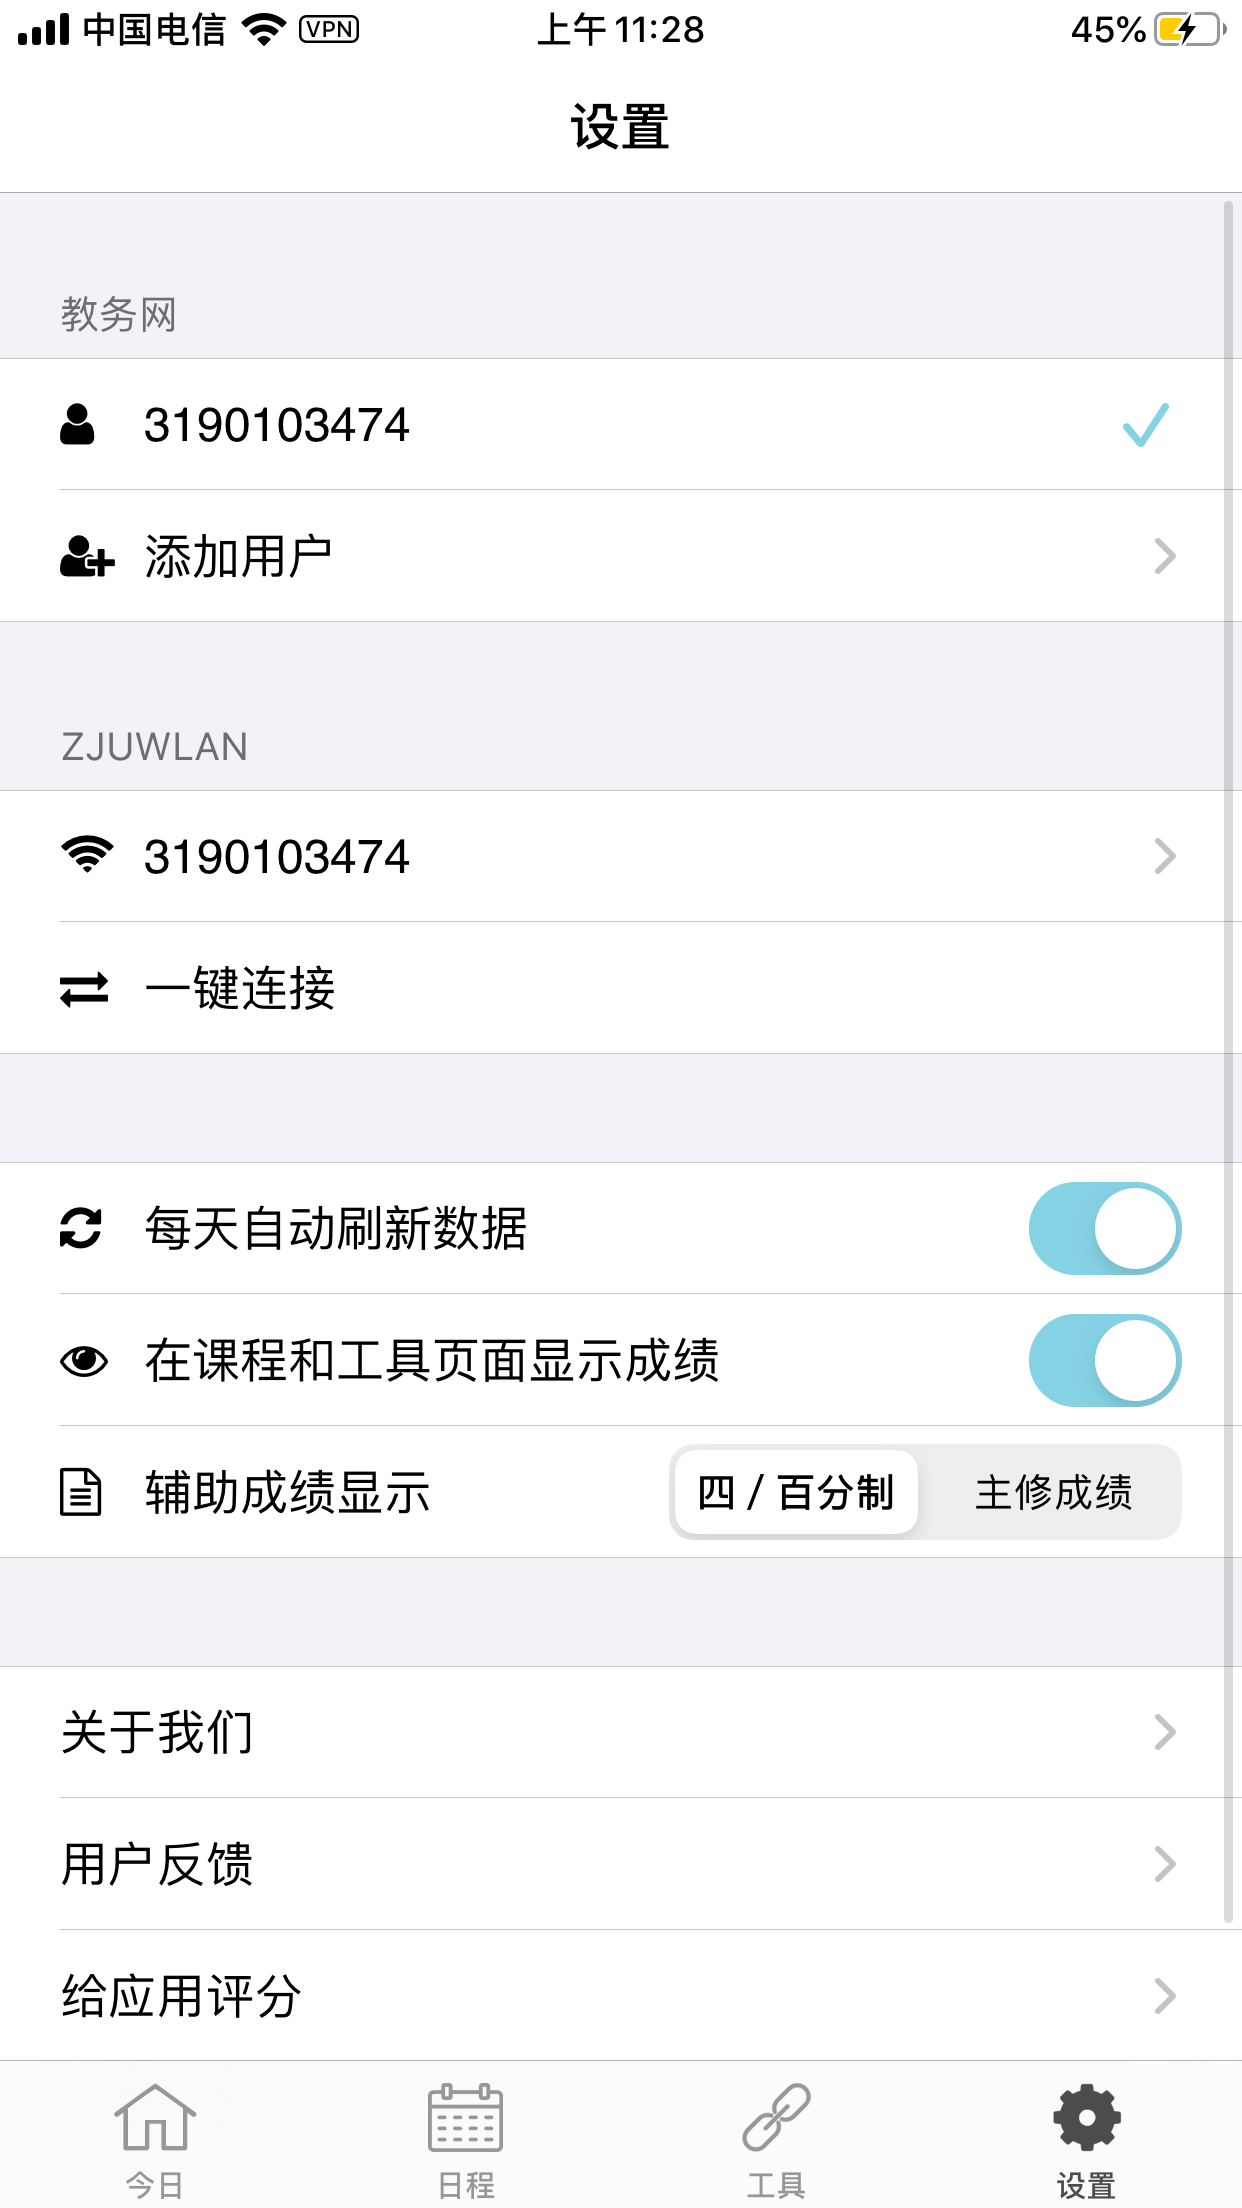 中国电信 VPN 上午 11:28 45%
设置
教务网
3190103474
添加用户
ZJUWLAN
3190103474
一键连接
每天自动刷新数据
在课程和工具页面显示成绩
辅助成绩显示 四 / 百分制 主修成绩
关于我们
用户反馈
给应用评分
今日 日程 工具 设置